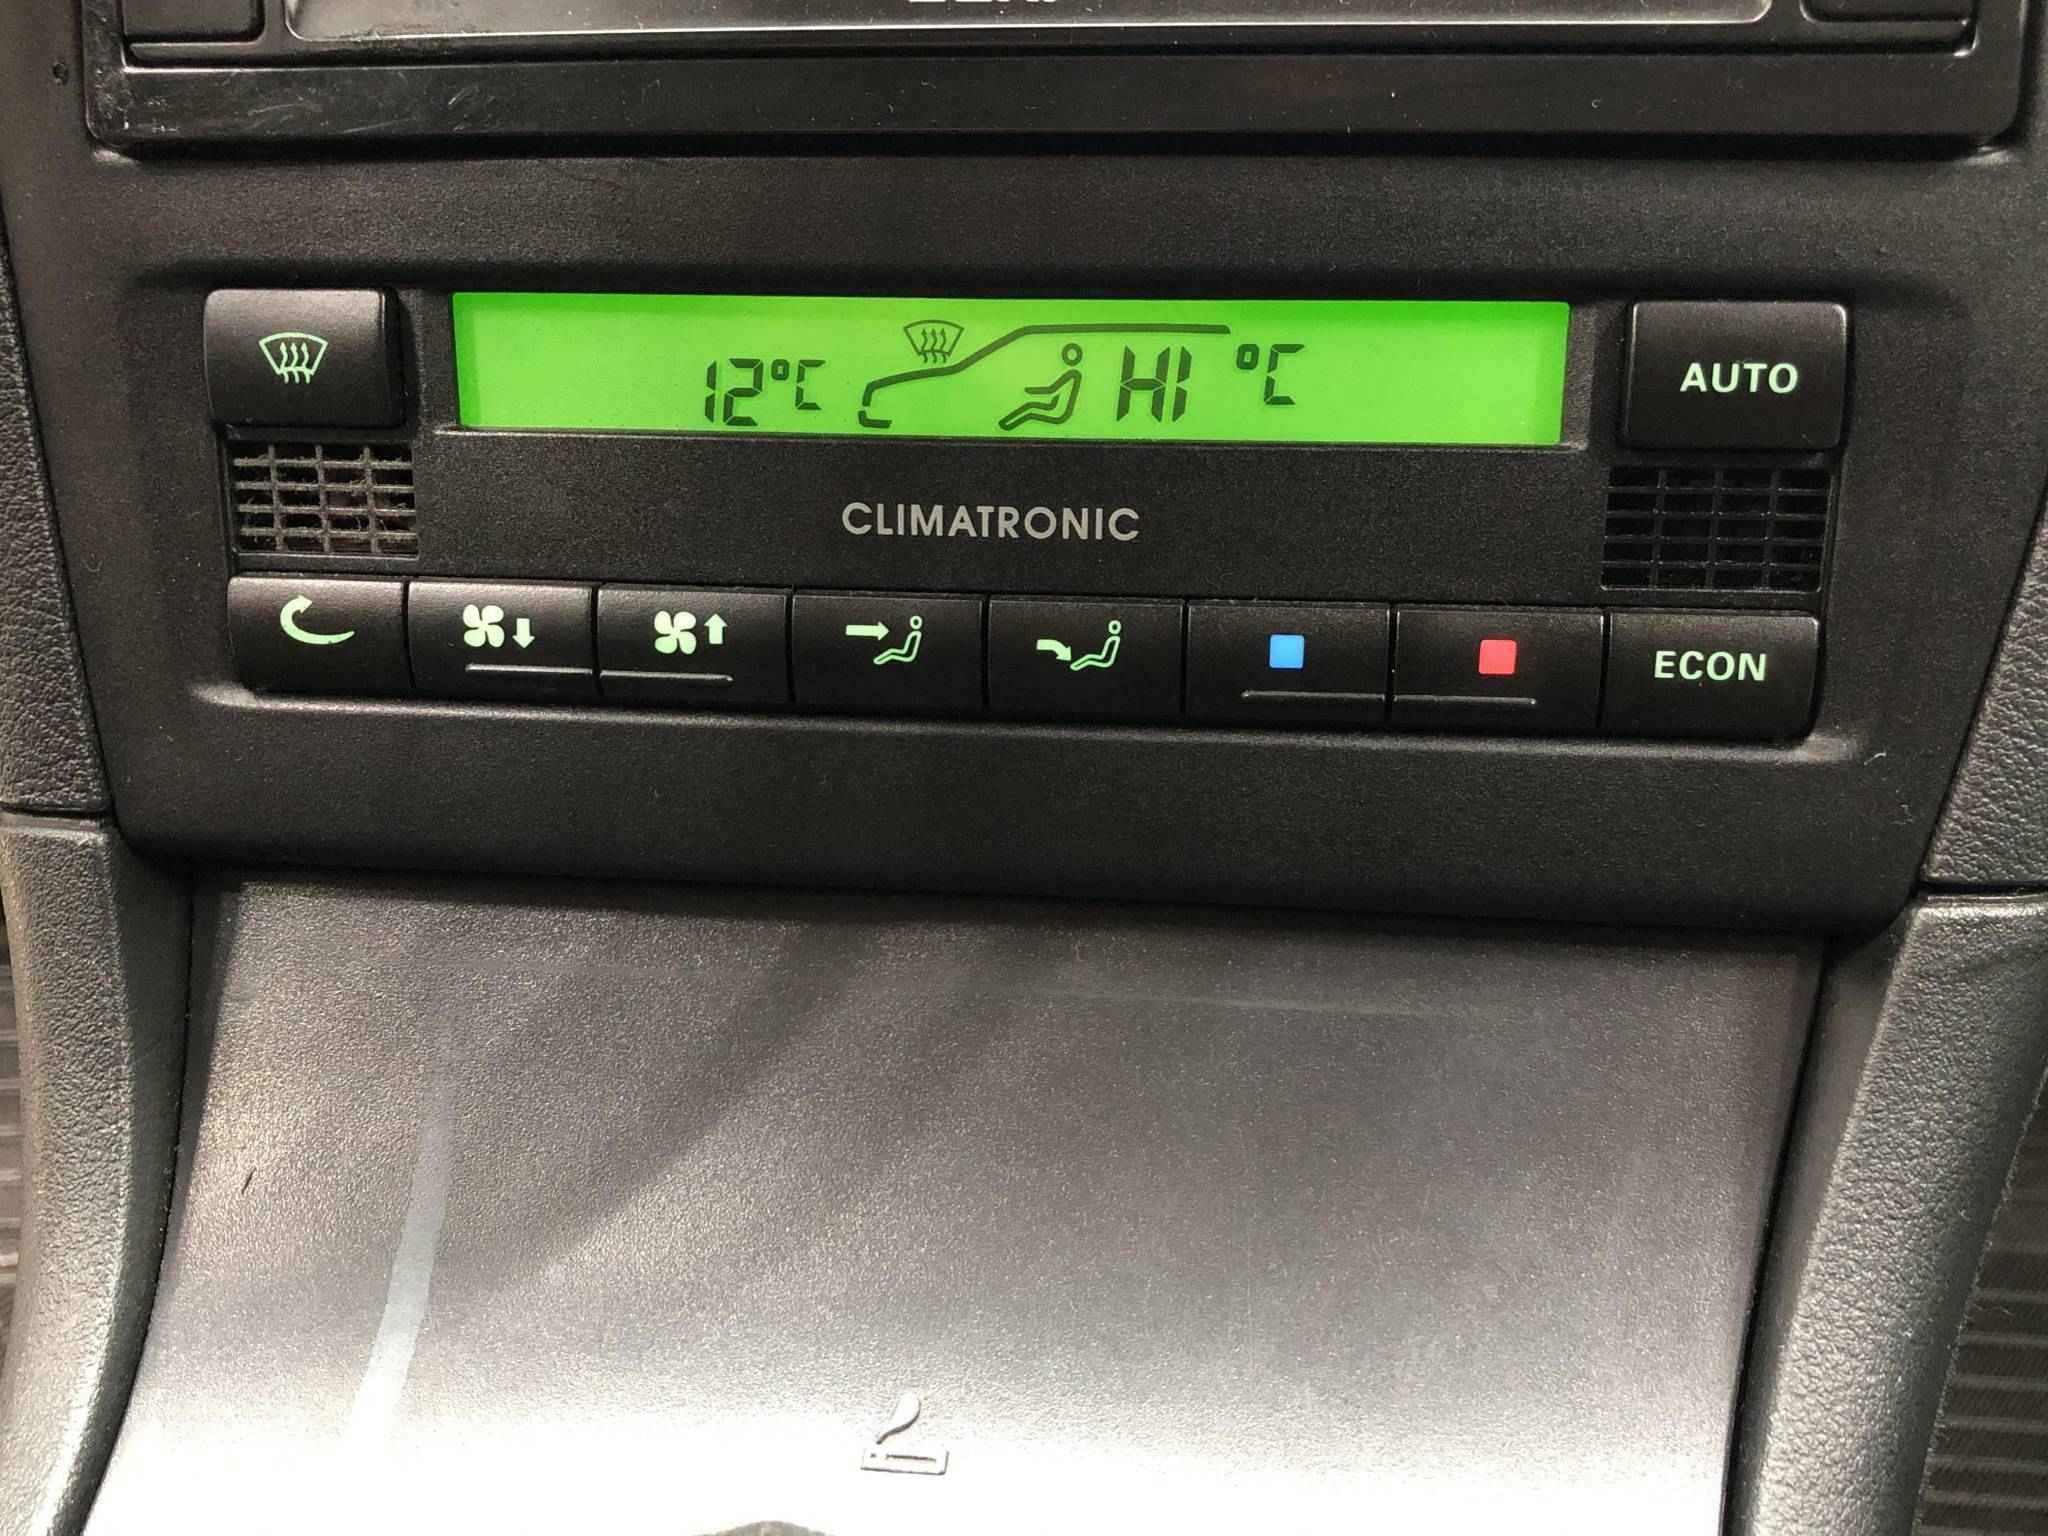 12°C HI °C
AUTO
CLIMATRONIC
ECON